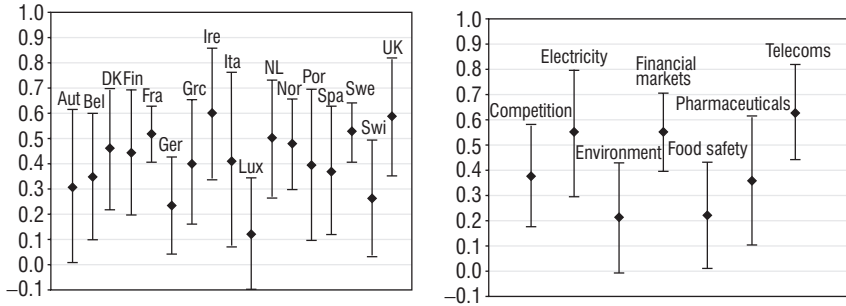 1.0
0.9
0.8
0.7
0.6
0.5
0.4
0.3
0.2
0.1
0.0
−0.1
Aut
Bel
DK
Fin
Fra
Ger
Grc
Ire
Ita
Lux
NL
Nor
Por
Spa
Swe
Swi
UK
1.0
0.9
0.8
0.7
0.6
0.5
0.4
0.3
0.2
0.1
0.0
−0.1
Competition
Electricity
Environment
Financial
markets
Food safety
Pharmaceuticals
Telecoms